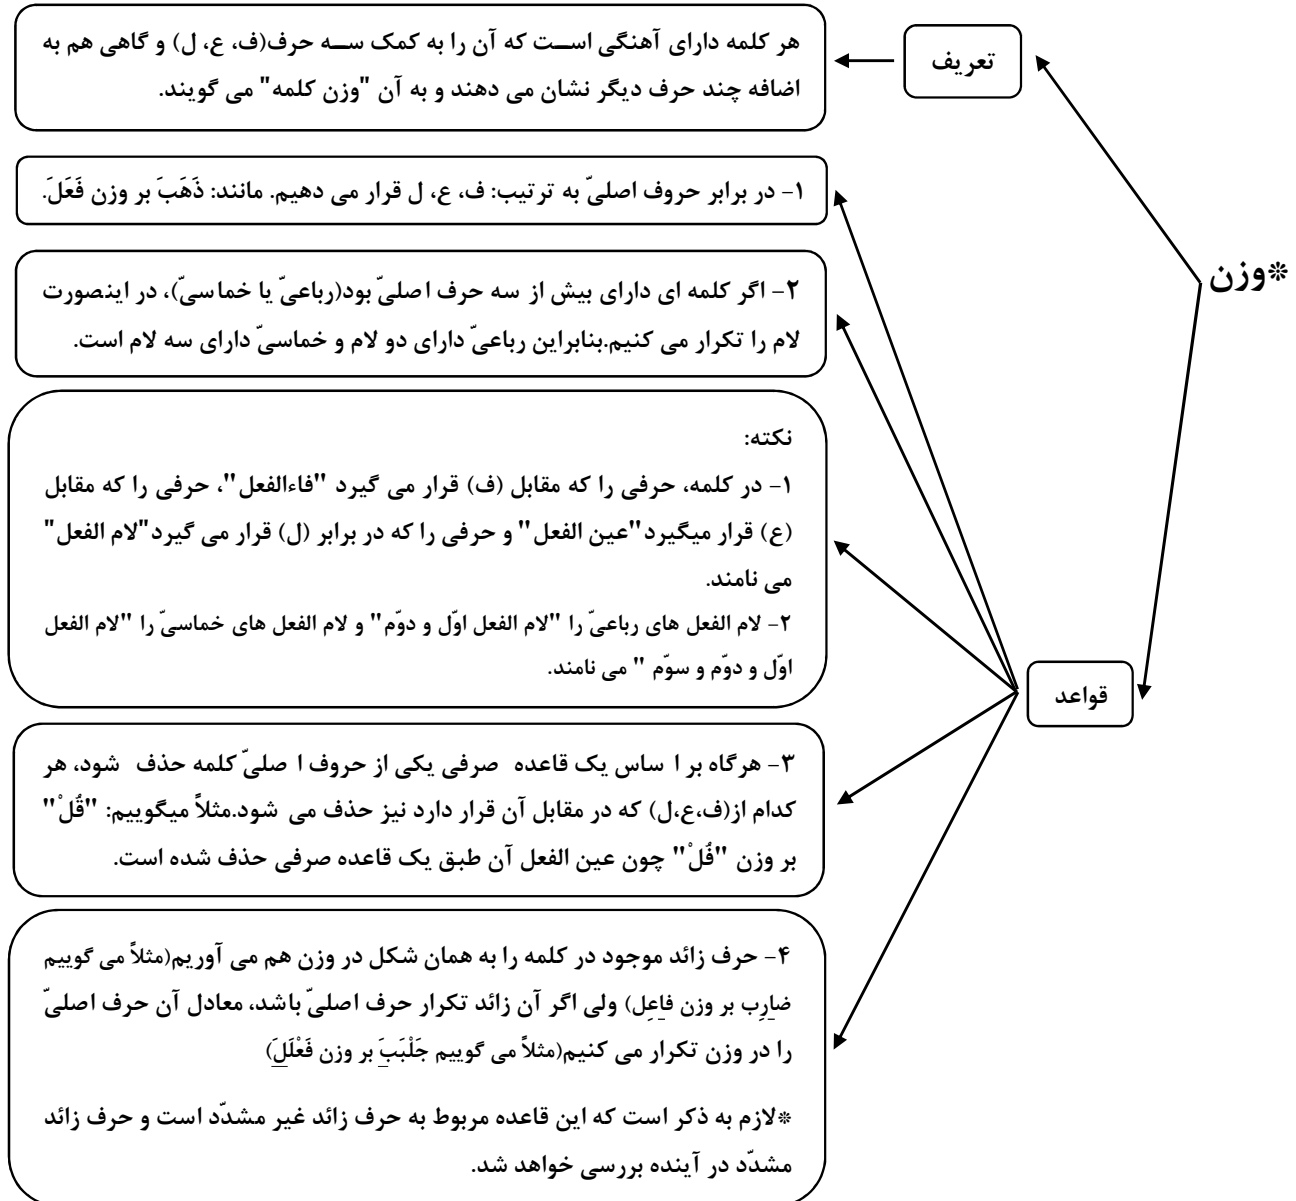 *وزن
تعریف
هر کلمه دارای آهنگی اسـت که آن را به کمک سـه حرف(ف، ع، ل) و گاهی هم به
اضافه چند حرف دیگر نشان می دهند و به آن "وزن کلمه" می گویند.
قواعد
۱- در برابر حروف اصلیّ به ترتیب: ف، ع، ل قرار می دهیم. مانند: ذَهَبَ بر وزن فَعَلَ.
۲- اگر کلمه ای دارای بیش از سه حرف اصلیّ بود(رباعیّ یا خماسیّ)، در اینصورت
لام را تکرار می کنیم.بنابراین رباعیّ دارای دو لام و خماسیّ دارای سه لام است.
نکته:
۱- در کلمه، حرفی را که مقابل (ف) قرار می گیرد "فاءالفعل"، حرفی را که مقابل
(ع) قرار میگیرد"عین الفعل" و حرفی را که در برابر (ل) قرار می گیرد"لام الفعل"
می نامند.
۲- لام الفعل های رباعیّ را "لام الفعل اوّل و دوّم" و لام الفعل های خماسیّ را "لام الفعل
اوّل و دوّم و سوّم " می نامند.
۳- هرگاه بر ا ساس یک قاعده صرفی یکی از حروف ا صلیّ کلمه حذف شود، هر
کدام از(ف،ع،ل) که در مقابل آن قرار دارد نیز حذف می شود.مثلاً میگوییم: "قُلْ"
بر وزن "فُلْ" چون عین الفعل آن طبق یک قاعده صرفی حذف شده است.
۴- حرف زائد موجود در کلمه را به همان شکل در وزن هم می آوریم(مثلاً می گوییم
ضارِب بر وزن فاعِل) ولی اگر آن زائد تکرار حرف اصلیّ باشد، معادل آن حرف اصلیّ
را در وزن تکرار می کنیم(مثلاً می گوییم جَلْبَبَ بر وزن فَعْلَلَ)
*لازم به ذکر است که این قاعده مربوط به حرف زائد غیر مشدّد است و حرف زائد
مشدّد در آینده بررسی خواهد شد.